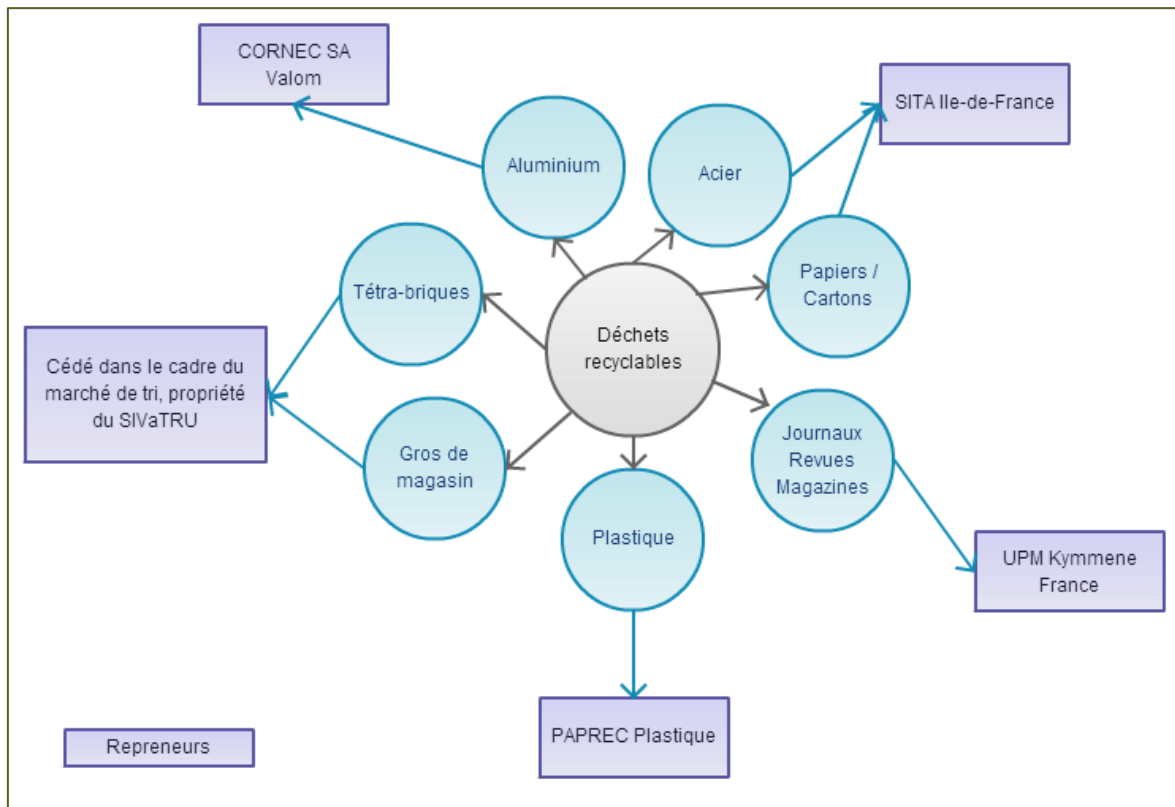 CORNEC SA
Valom
SITA Ile-de-France
Aluminium
Acier
Papiers /
Cartons
Tétra-briques
Déchets
recyclables
Cédé dans le cadre du
marché de tri, propriété
du SIVaTRU
Gros de
magasin
Journaux
Revues
Magazines
Plastique
UPM Kymmene
France
PAPREC Plastique
Repreneurs